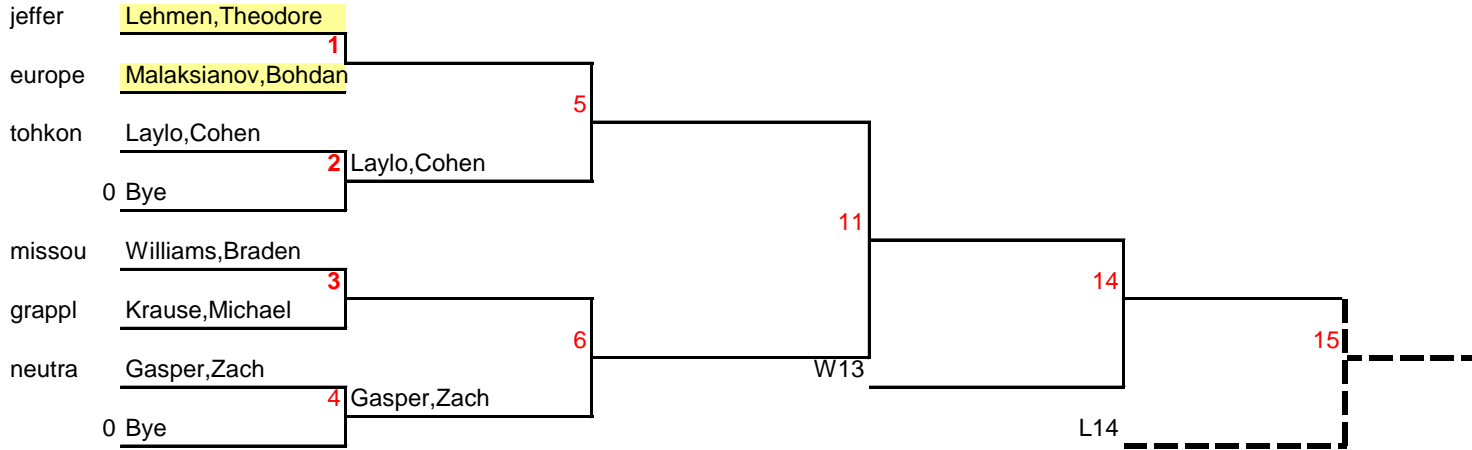 jeffer Lehmen,Theodore
1
europe Malaksianov,Bohdan
5
tohkon Laylo,Cohen
2 Laylo,Cohen
0 Bye
11
missou Williams,Braden
3
14
grappl Krause,Michael
6
15
neutra Gasper,Zach
W13
4 Gasper,Zach
0 Bye
L14